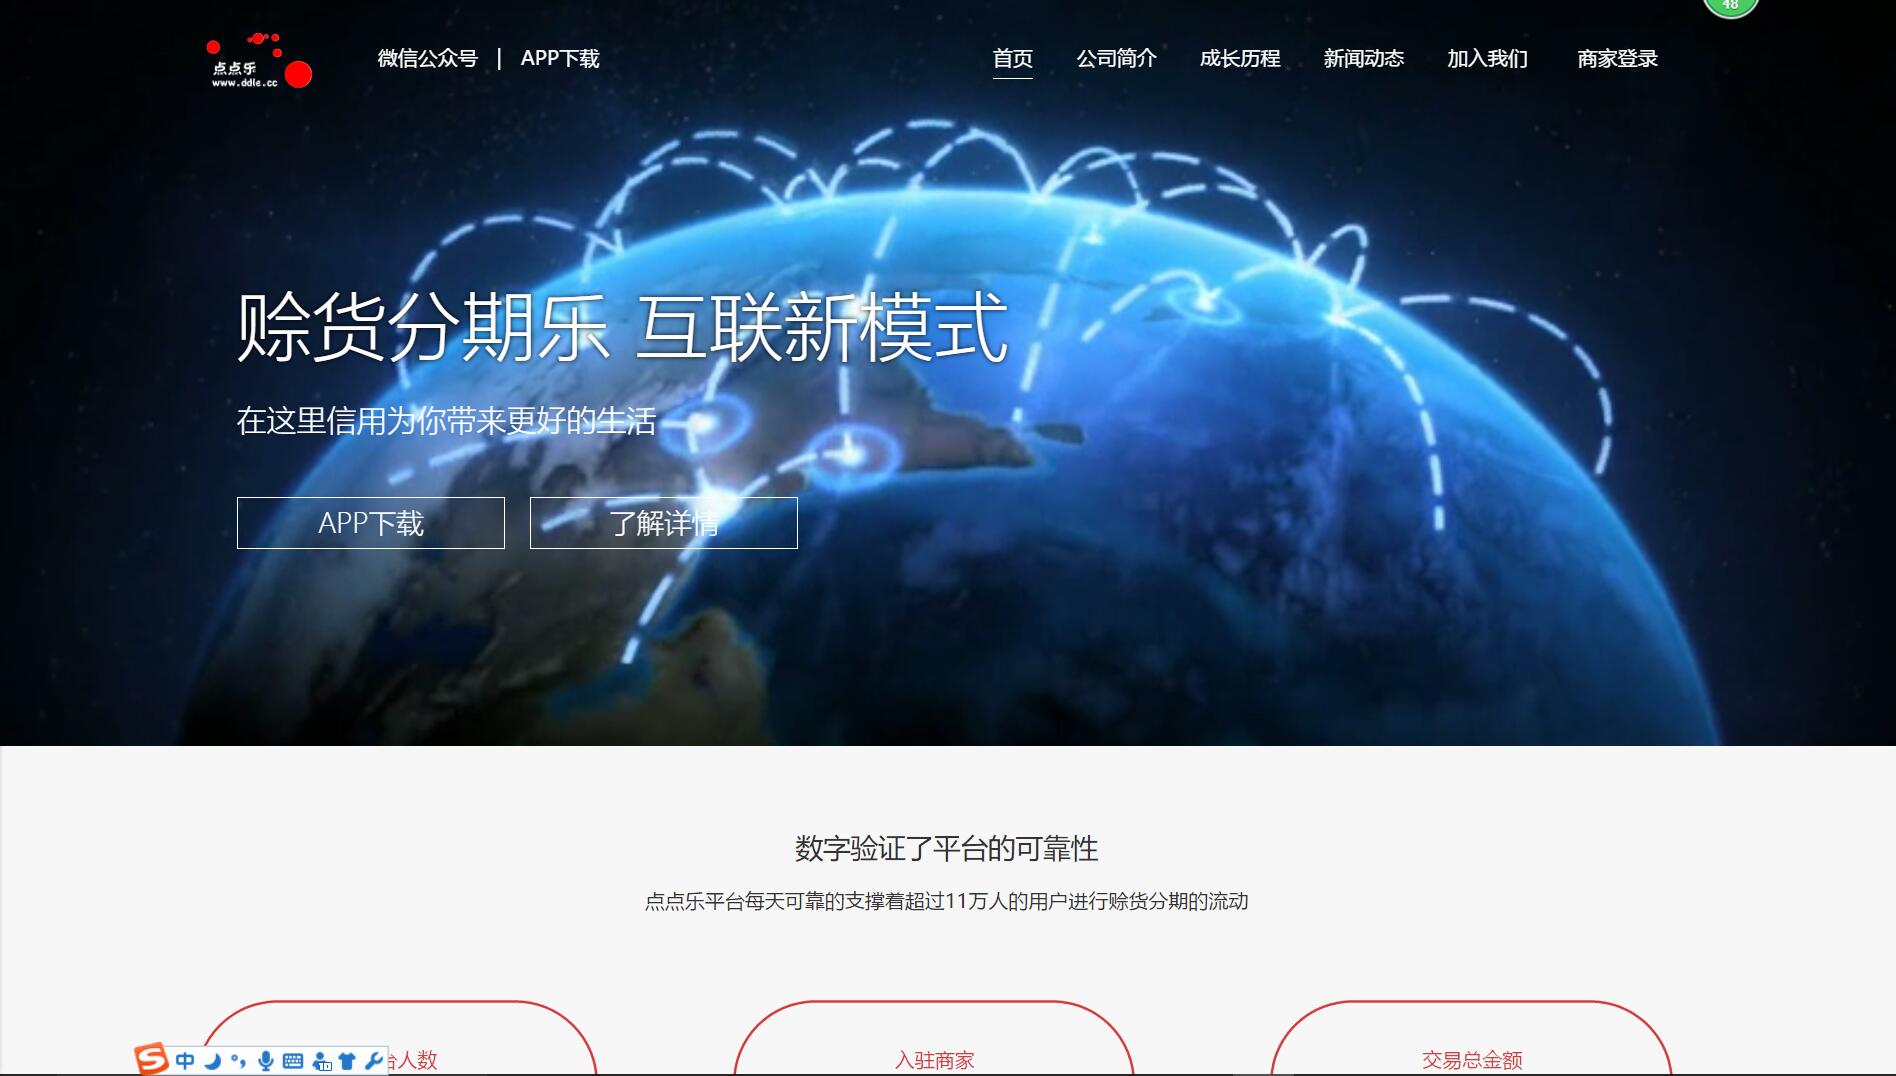 48
点点乐
www.ddle.cc
微信公众号 | APP下载
首页 公司简介 成长历程 新闻动态 加入我们 商家登录
赊货分期乐 互联新模式
在这里信用为你带来更好的生活
APP下载 了解详情
数字验证了平台的可靠性
点点乐平台每天可靠的支撑着超过11万人的用户进行赊货分期的流动
人数 入驻商家 交易总金额
中